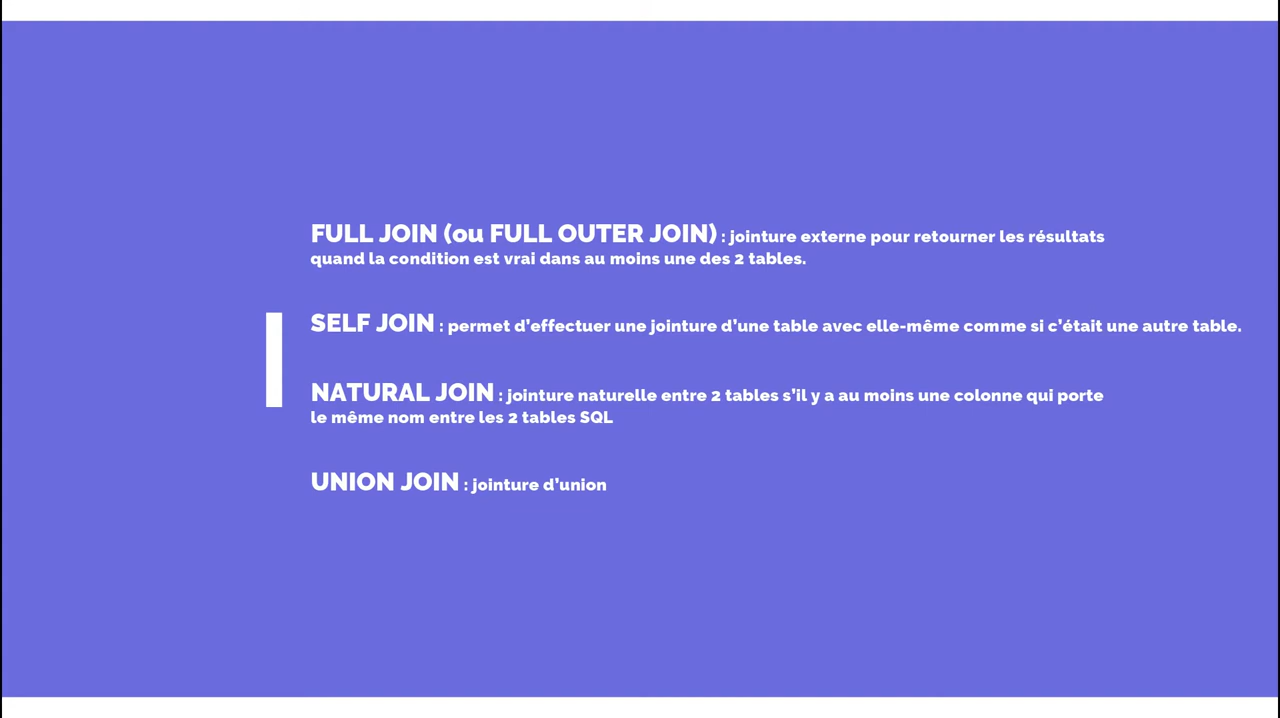 FULL JOIN (ou FULL OUTER JOIN) : jointure externe pour retourner les résultats
quand la condition est vrai dans au moins une des 2 tables.
SELF JOIN : permet d’effectuer une jointure d’une table avec elle-même comme si c’était une autre table.
NATURAL JOIN : jointure naturelle entre 2 tables s’il y a au moins une colonne qui porte
le même nom entre les 2 tables SQL
UNION JOIN : jointure d’union